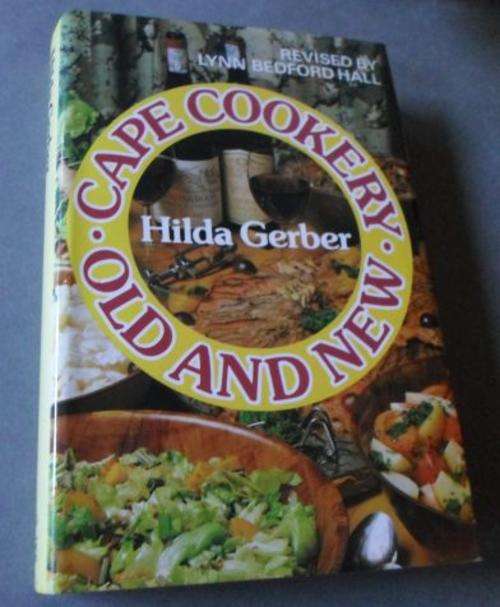 REVISED BY
LYNN BEDFORD HALL
· CAPE COOKERY ·
Hilda Gerber
OLD AND NEW